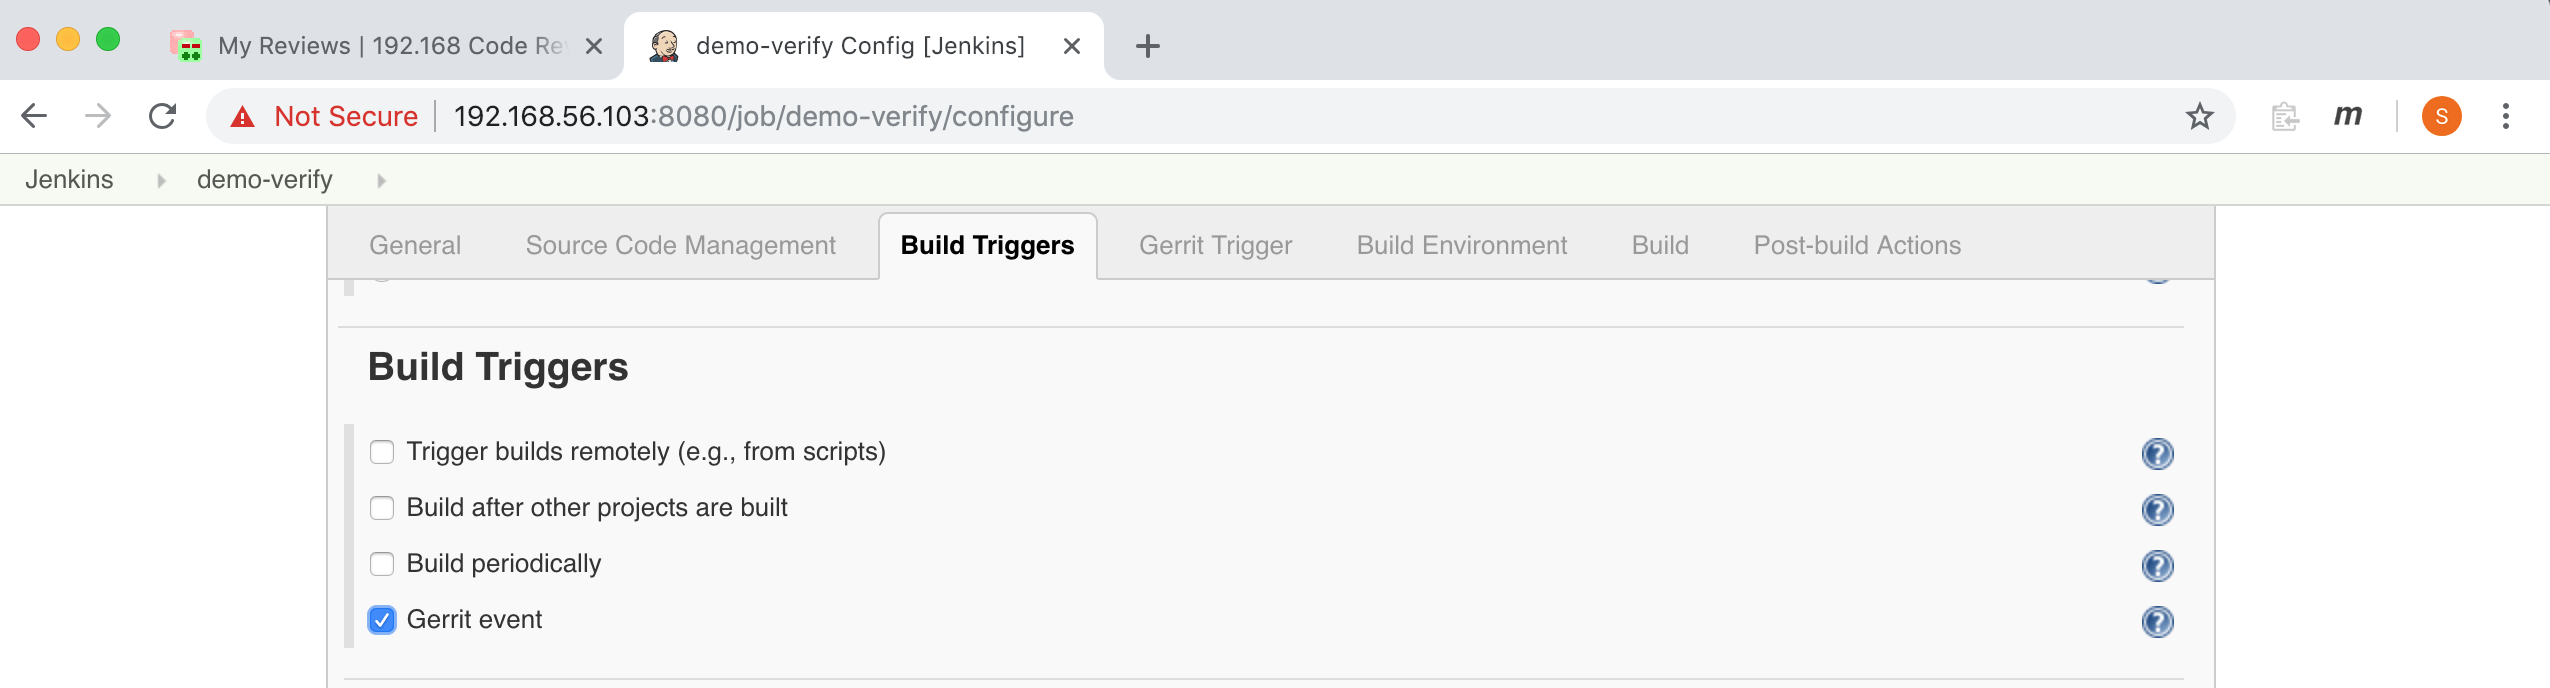 My Reviews | 192.168 Code Re
demo-verify Config [Jenkins]
Not Secure
192.168.56.103:8080/job/demo-verify/configure
m
S
Jenkins
demo-verify
General
Source Code Management
Build Triggers
Gerrit Trigger
Build Environment
Build
Post-build Actions
Build Triggers
Trigger builds remotely (e.g., from scripts)
?
Build after other projects are built
?
Build periodically
?
Gerrit event
?